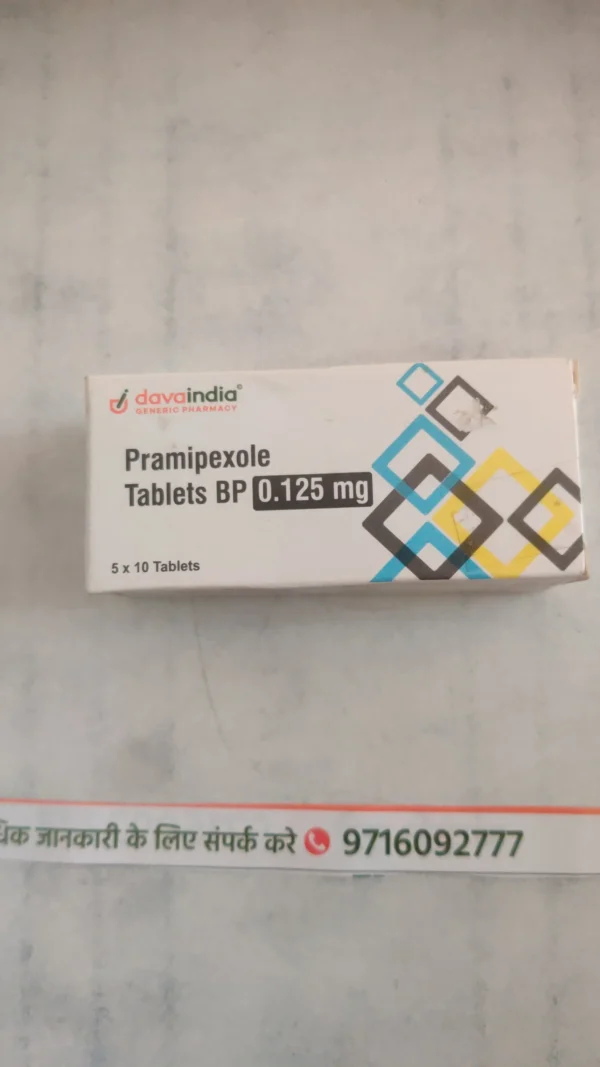 davaindia
GENERIC PHARMACY
Pramipexole
Tablets BP 0.125 mg
5 x 10 Tablets
जानकारी के लिए संपर्क करे 9716092777